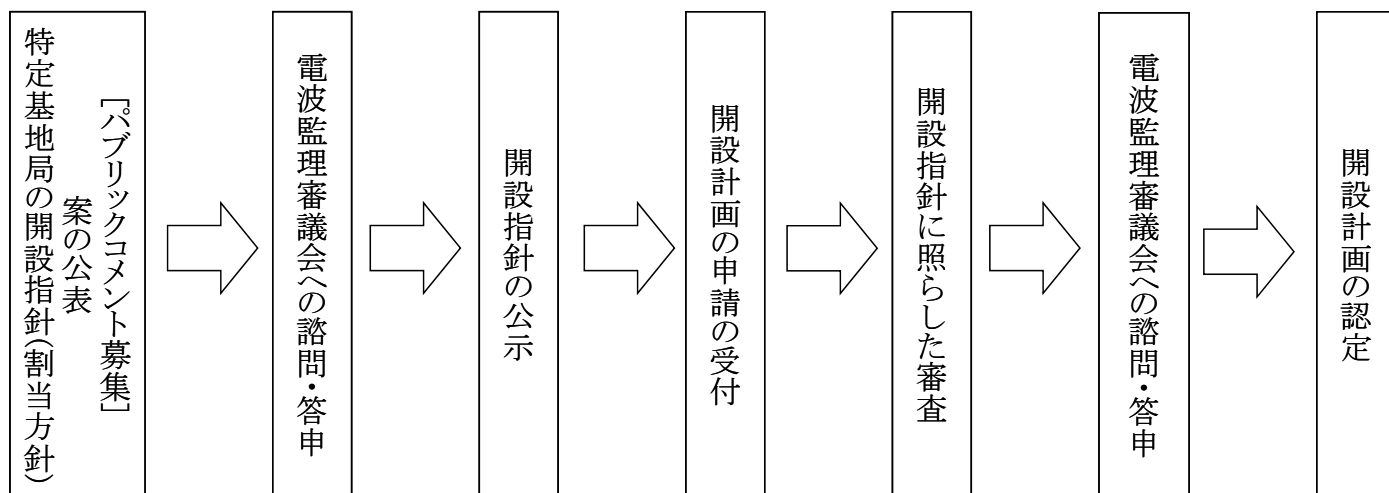 特定基地局の開設指針(割当方針)
案の公表
[パブリックコメント募集]
電波監理審議会への諮問・答申
開設指針の公示
開設計画の申請の受付
開設指針に照らした審査
電波監理審議会への諮問・答申
開設計画の認定